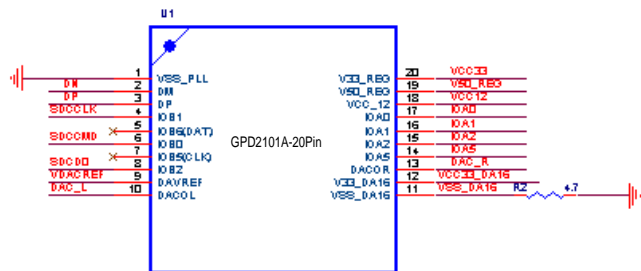 U1
1 VSS_PLL
DM 2 DM
DP 3 DP
SDCCLK 4 IOB1
5 IOB6(DAT)
SDCCMD 6 IOB0
7 IOB5(CLK)
SDCD0 8 IOB2
VDACREF 9 DAVREF
DAC_L 10 DACOL
GPD2101A-20Pin
V33_REG 20 VCC33
V50_REG 19 V50_REG
VCC_12 18 VCC12
IOA0 17 IOA0
IOA1 16 IOA1
IOA2 15 IOA2
IOA5 14 IOA5
DACOR 13 DAC_R
V33_DA16 12 VCC33_DA16
VSS_DA16 11 VSS_DA16 R2 4.7